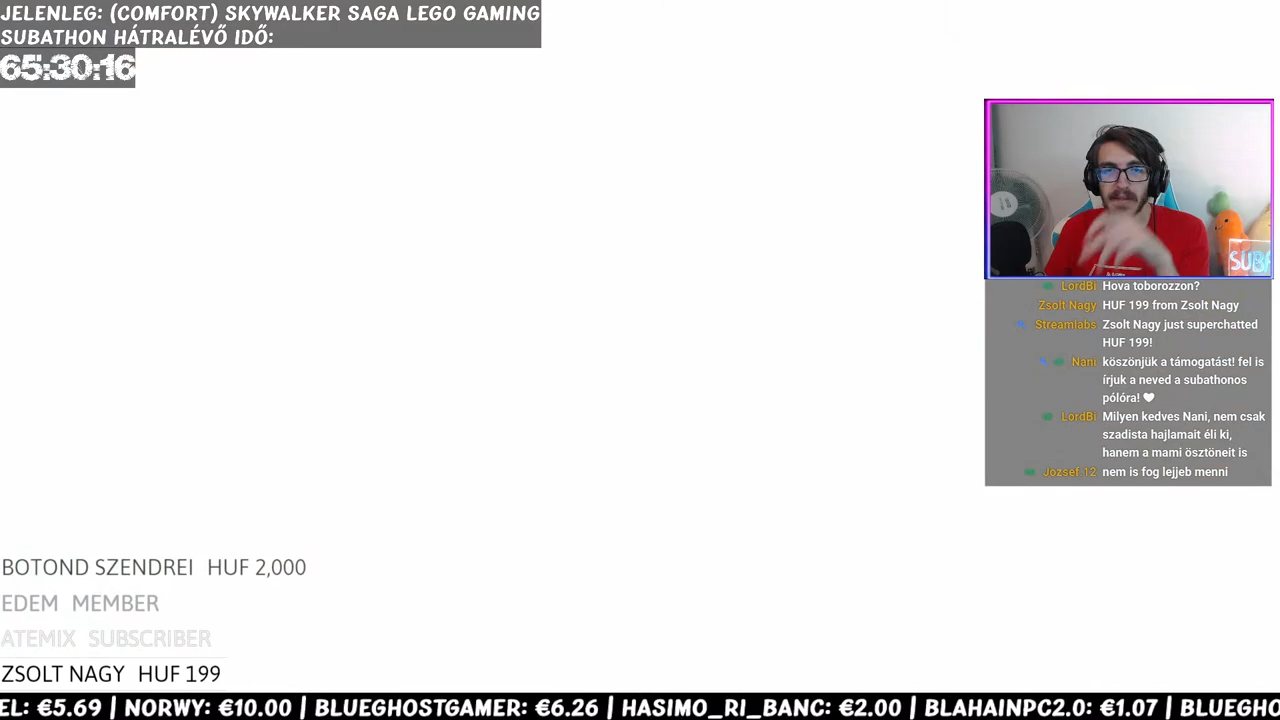 JELENLEG: (COMFORT) SKYWALKER SAGA LEGO GAMING
SUBATHON HÁTRALÉVŐ IDŐ:
65:30:16
LordBi Hova toborozzon?
Zsolt Nagy HUF 199 from Zsolt Nagy
Streamlabs Zsolt Nagy just superchatted
HUF 199!
Nani köszönjük a támogatást! fel is
írjuk a neved a subathonos
pólóra!
LordBi Milyen kedves Nani, nem csak
szadista hajlamait éli ki,
hanem a mami ösztöneit is
Jozsef 12 nem is fog lejjeb menni
BOTOND SZENDREI HUF 2,000
EDEM MEMBER
ATEMIX SUBSCRIBER
ZSOLT NAGY HUF 199
EL: €5.69 | NORWY: €10.00 | BLUEGHOSTGAMER: €6.26 | HASIMO_RI_BANC: €2.00 | BLAHAINPC2.0: €1.07 | BLUEGHO